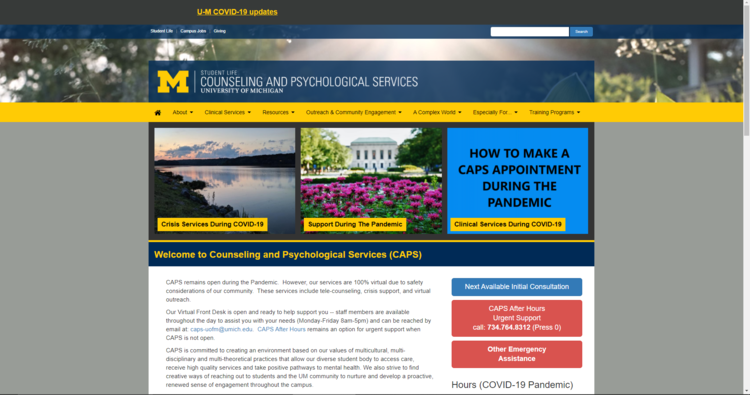 U-M COVID-19 updates
Student Life Campus Jobs Giving
Search
M
STUDENT LIFE
COUNSELING AND PSYCHOLOGICAL SERVICES
UNIVERSITY OF MICHIGAN
About Clinical Services Resources Outreach & Community Engagement A Complex World Especially For... Training Programs
HOW TO MAKE A
CAPS APPOINTMENT
DURING THE
PANDEMIC
Crisis Services During COVID-19
Support During The Pandemic
Clinical Services During COVID-19
Welcome to Counseling and Psychological Services (CAPS)
CAPS remains open during the Pandemic. However, our services are 100% virtual due to safety
considerations of our community. These services include tele-counseling, crisis support, and virtual
outreach.
Our Virtual Front Desk is open and ready to help support you -- staff members are available
throughout the day to assist you with your needs (Monday-Friday 8am-5pm) and can be reached by
email at: caps-uofm@umich.edu. CAPS After Hours remains an option for urgent support when
CAPS is not open.
CAPS is committed to creating an environment based on our values of multicultural, multi-
disciplinary and multi-theoretical practices that allow our diverse student body to access care,
receive high quality services and take positive pathways to mental health. We also strive to find
creative ways of reaching out to students and the UM community to nurture and develop a proactive,
renewed sense of engagement throughout the campus.
Next Available Initial Consultation
CAPS After Hours
Urgent Support
call: 734.764.8312 (Press 0)
Other Emergency
Assistance
Hours (COVID-19 Pandemic)